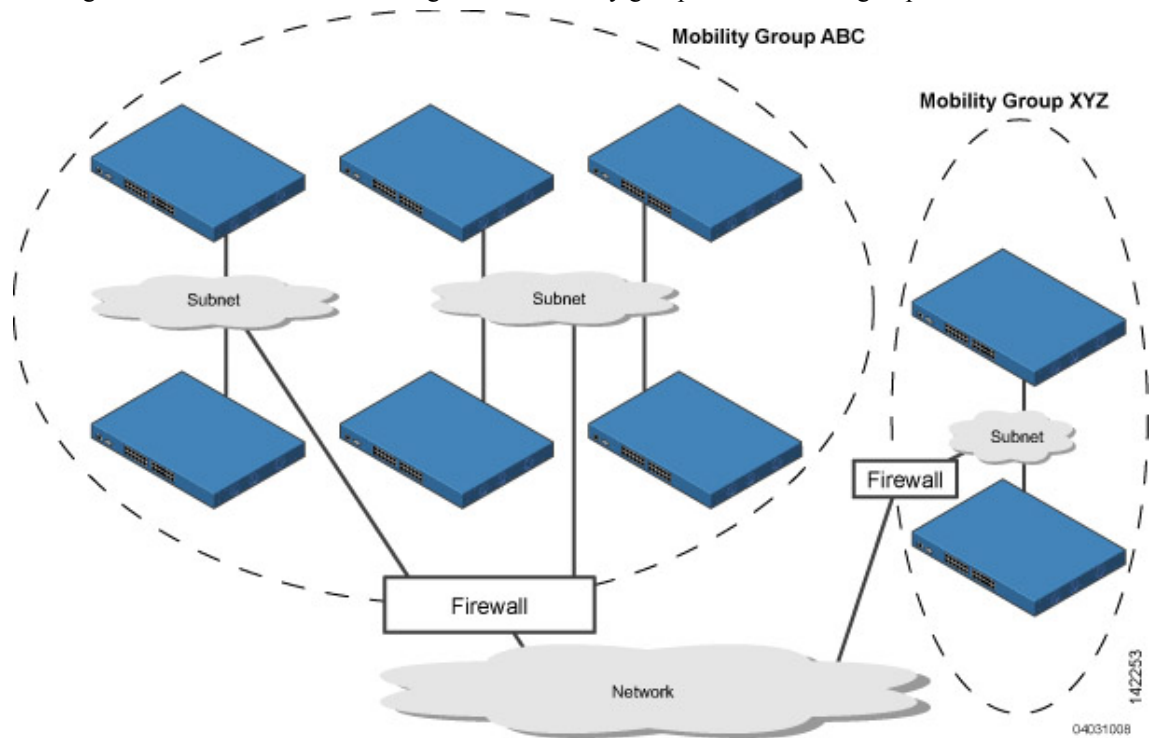 Mobility Group ABC
Mobility Group XYZ
Subnet
Subnet
Subnet
Firewall
Firewall
Network
142253
04031008